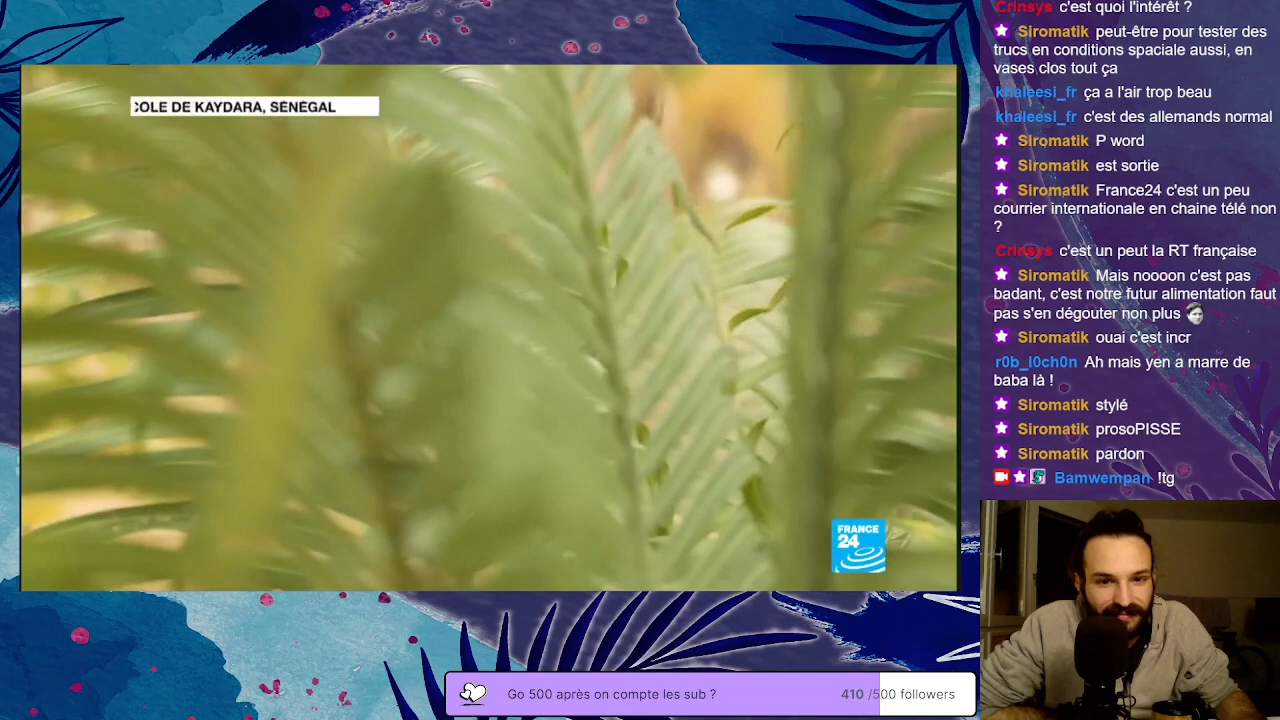 :OLE DE KAYDARA, SÉNÉGAL
FRANCE
24
Crinsys c'est quoi l'intérêt ?
Siromatik peut-être pour tester des
trucs en conditions spaciale aussi, en
vases clos tout ça
khaleesi_fr ça a l'air trop beau
khaleesi_fr c'est des allemands normal
Siromatik P word
Siromatik est sortie
Siromatik France24 c'est un peu
courrier internationale en chaine télé non
?
Crinsys c'est un peut la RT française
Siromatik Mais noooon c'est pas
badant, c'est notre futur alimentation faut
pas s'en dégouter non plus
Siromatik ouai c'est incr
r0b_l0ch0n Ah mais yen a marre de
baba là !
Siromatik stylé
Siromatik prosoPISSE
Siromatik pardon
Bamwempan !tg
Go 500 après on compte les sub ?
410 /500 followers